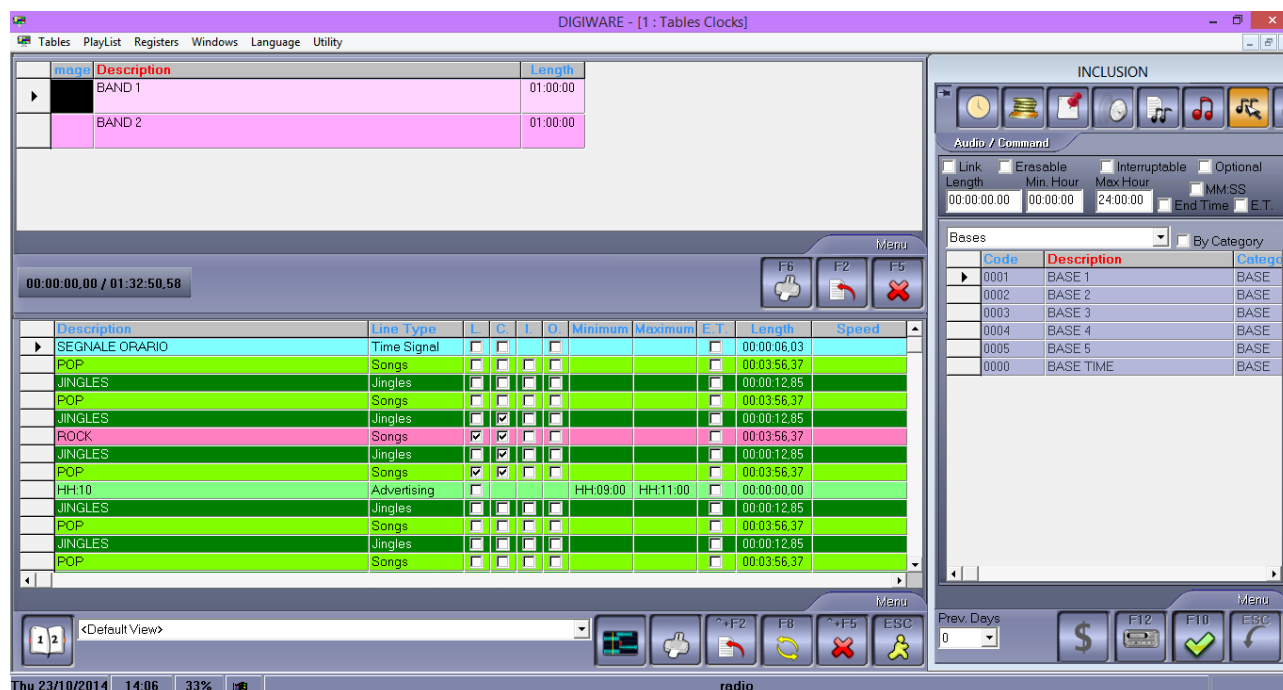 DIGIWARE - [1 : Tables Clocks]
Tables PlayList Registers Windows Language Utility
mage Description Length
BAND 1 01:00:00
BAND 2 01:00:00
Menu
00:00:00,00 / 01:32:50,58
F6 F2 F5
Description Line Type L. C. I. O. Minimum Maximum E.T. Length Speed
SEGNALE ORARIO Time Signal 00:00:06,03
POP Songs 00:03:56,37
JINGLES Jingles 00:00:12,85
POP Songs 00:03:56,37
JINGLES Jingles 00:00:12,85
ROCK Songs 00:03:56,37
JINGLES Jingles 00:00:12,85
POP Songs 00:03:56,37
HH:10 Advertising HH:09:00 HH:11:00 00:00:00,00
JINGLES Jingles 00:00:12,85
POP Songs 00:03:56,37
JINGLES Jingles 00:00:12,85
POP Songs 00:03:56,37
Menu
1 2 <Default View> ^+F2 F8 ^+F5 ESC
INCLUSION
Audio / Command
Link Erasable Interruptable Optional
Length Min. Hour Max Hour MM:SS
00:00:00.00 00:00:00 24:00:00 End Time E.T.
Bases By Category
Code Description Catego
0001 BASE 1 BASE
0002 BASE 2 BASE
0003 BASE 3 BASE
0004 BASE 4 BASE
0005 BASE 5 BASE
0000 BASE TIME BASE
Menu
Prev. Days F12 F10 ESC
0 $
Thu 23/10/2014 14:06 33% radio